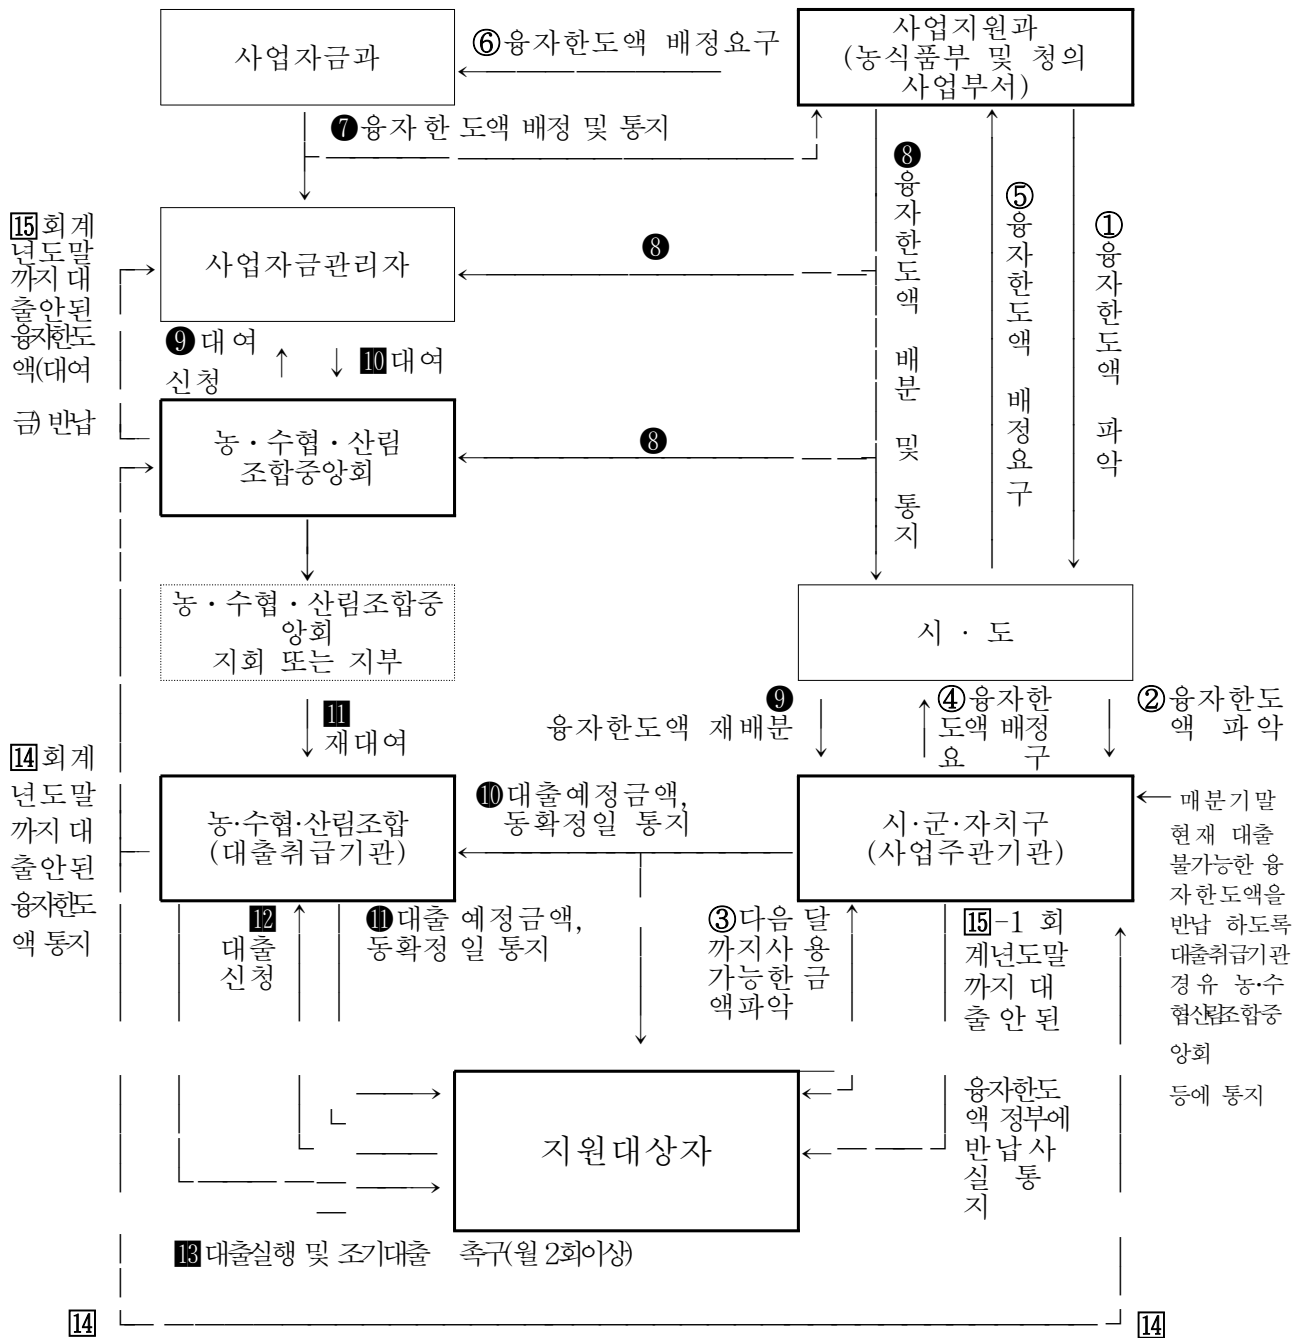 사업자금과
⑥융자한도액 배정요구
사업지원과
(농식품부 및 청의
사업부서)
❼융자 한 도액 배정 및 통지
❽융자한도액 배분 및 통지
⑤융자한도액 배정요구
①융자한도액 파악
15회계
년도말
까지 대
출안된
융자한도
액(대여
금) 반납
사업자금관리자
❽
❾대여
신청
10대여
농·수협·산림
조합중앙회
❽
농·수협·산림조합중
앙회
지회 또는 지부
시 · 도
11
재대여
❾
융자한도액 재배분
④융자한
도액 배정
요 구
②융자한도
액 파악
14회계
년도말
까지 대
출안된
융자한도
액 통지
농·수협·산림조합
(대출취급기관)
❿대출예정금액,
동확정일 통지
시·군·자치구
(사업주관기관)
매분기말
현재 대출
불가능한 융
자한도액을
반납 하도록
대출취급기관
경유 농·수
협산림조합중
앙회
등에 통지
12
대출
신청
⓫대출 예정금액,
동확정 일 통지
③다음 달
까지사 용
가능한 금
액파악
15-1 회
계년도말
까지 대
출 안 된
융자한도
액 정부에
반납 사
실 통
지
지원대상자
13대출실행 및 조기대출 촉구(월 2회이상)
14
14